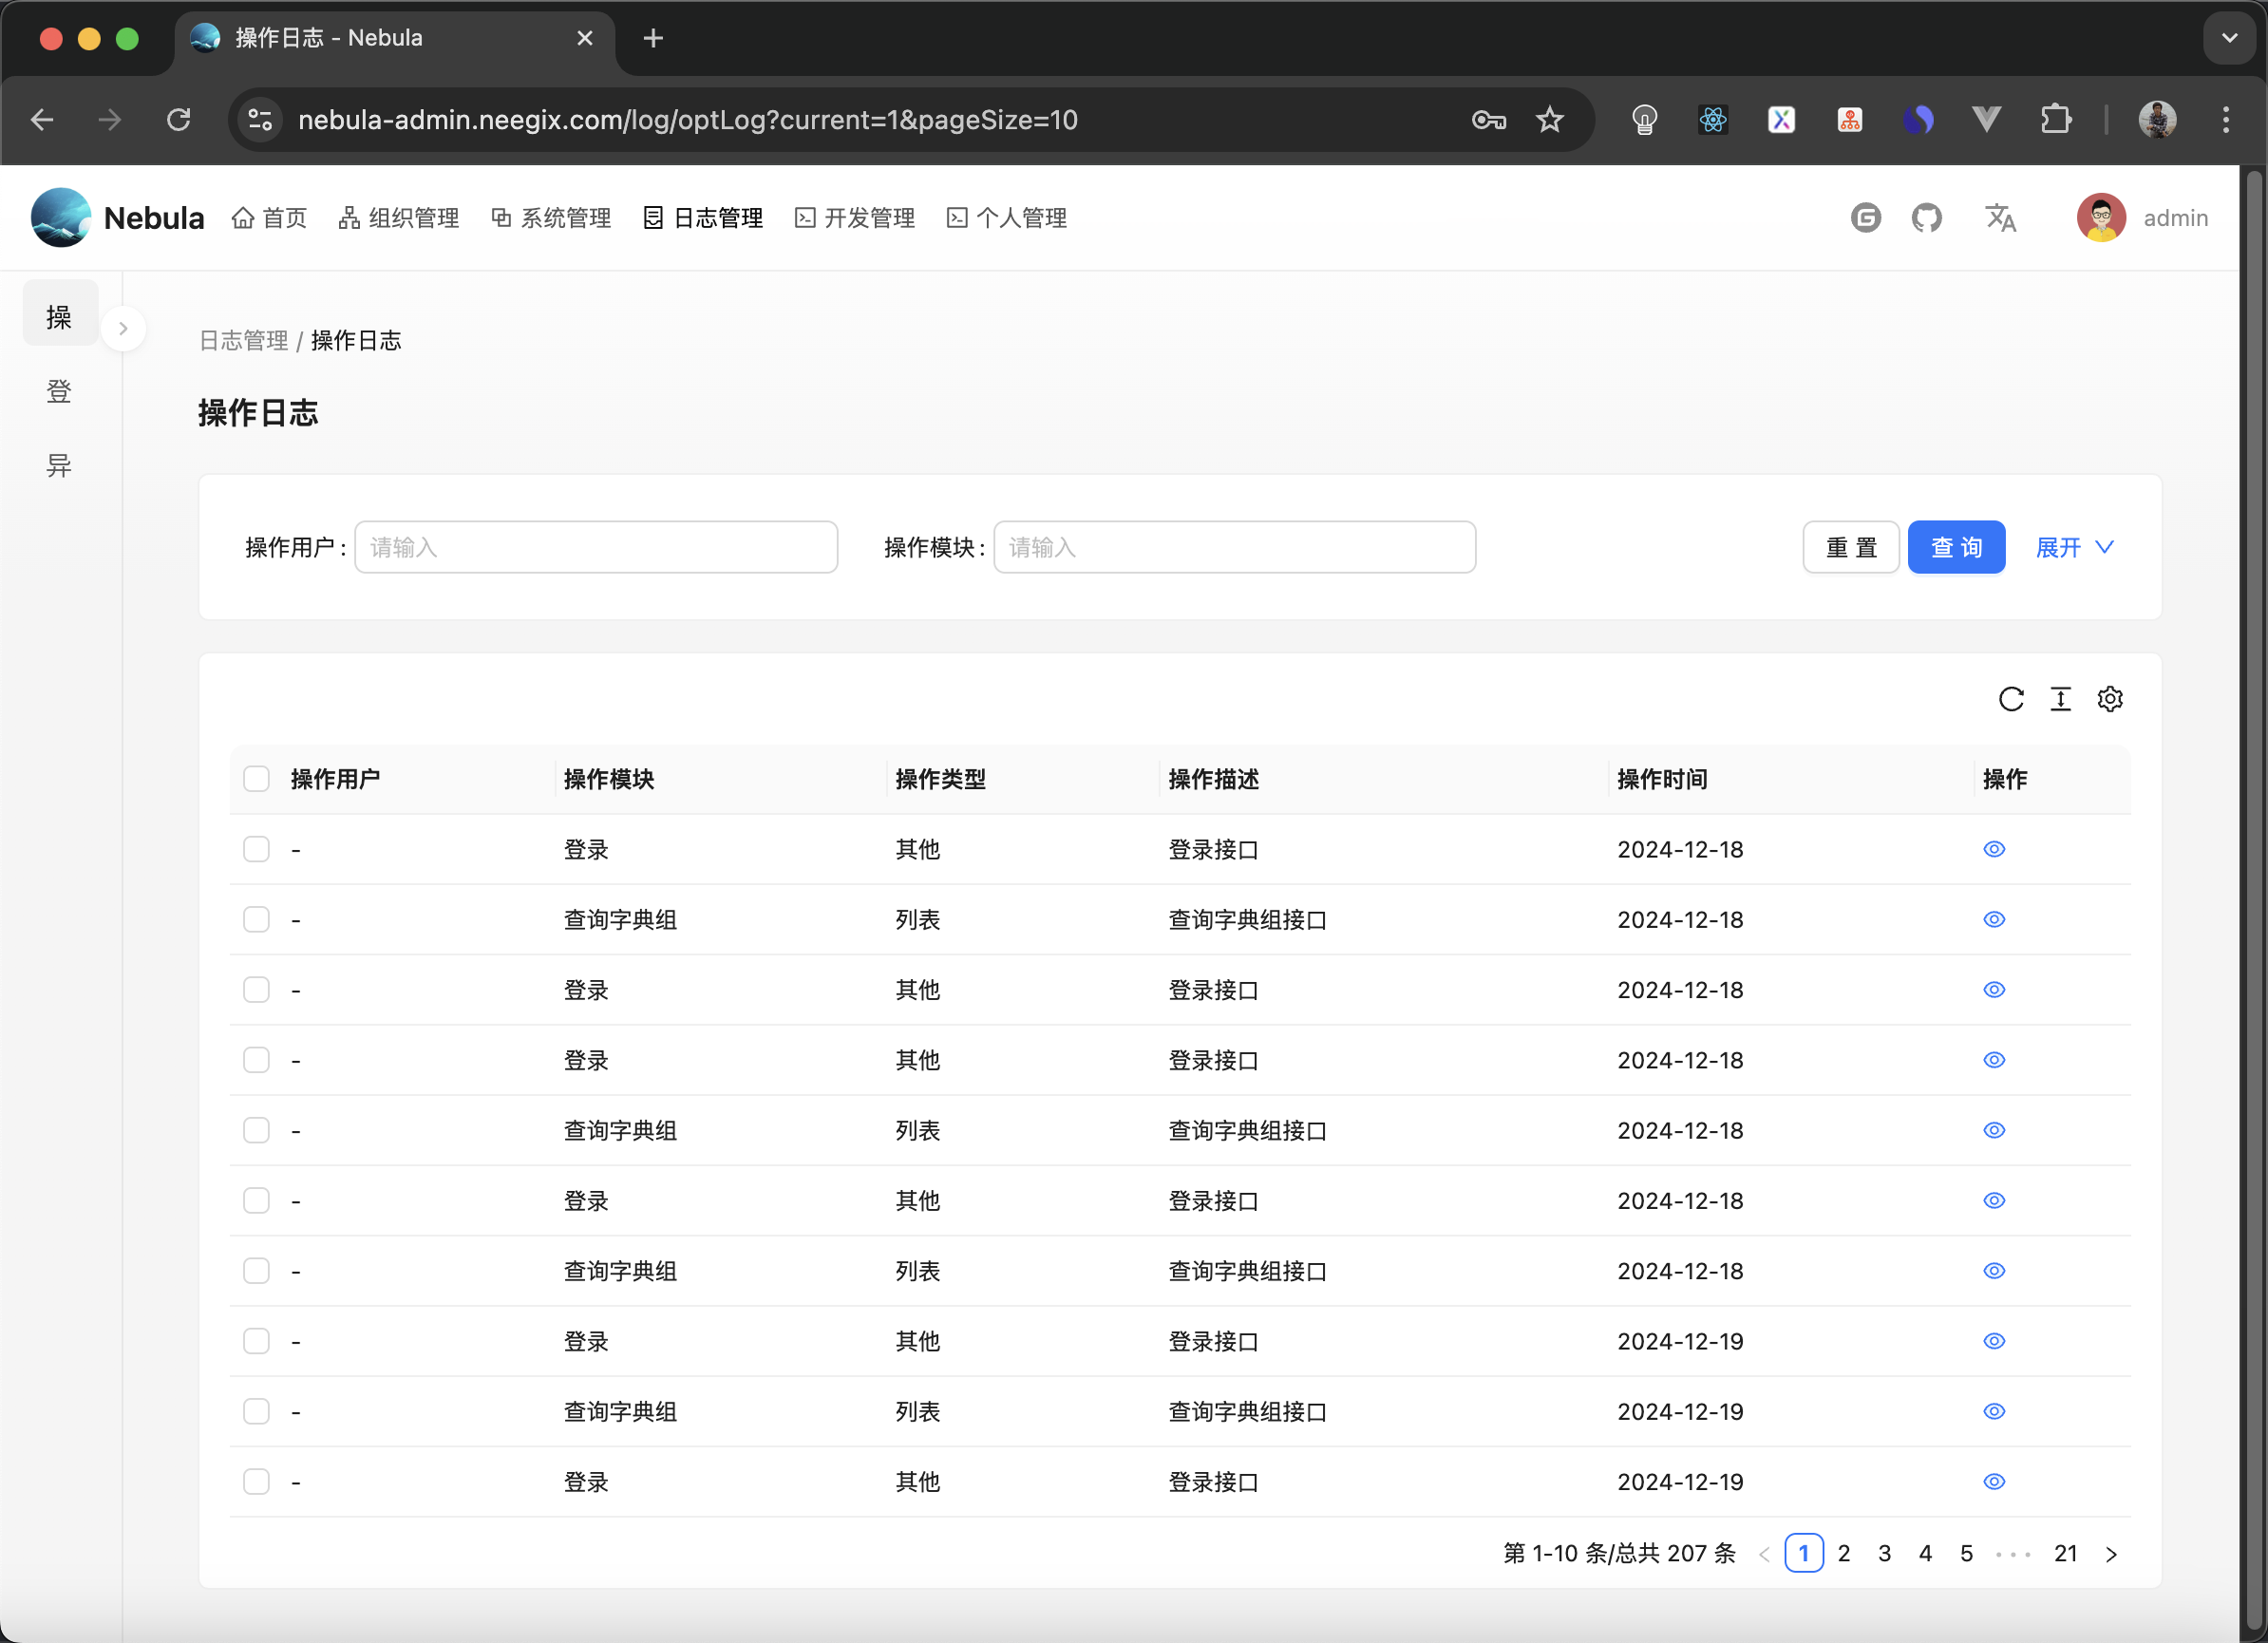 操作日志 - Nebula
nebula-admin.neegix.com/log/optLog?current=1&pageSize=10
Nebula 首页 组织管理 系统管理 日志管理 开发管理 个人管理 admin
操
登
异
日志管理 / 操作日志
操作日志
操作用户 : 请输入 操作模块 : 请输入 重 置 查 询 展开
操作用户 操作模块 操作类型 操作描述 操作时间 操作
- 登录 其他 登录接口 2024-12-18
- 查询字典组 列表 查询字典组接口 2024-12-18
- 登录 其他 登录接口 2024-12-18
- 登录 其他 登录接口 2024-12-18
- 查询字典组 列表 查询字典组接口 2024-12-18
- 登录 其他 登录接口 2024-12-18
- 查询字典组 列表 查询字典组接口 2024-12-18
- 登录 其他 登录接口 2024-12-19
- 查询字典组 列表 查询字典组接口 2024-12-19
- 登录 其他 登录接口 2024-12-19
第 1-10 条/总共 207 条 < 1 2 3 4 5 ··· 21 >